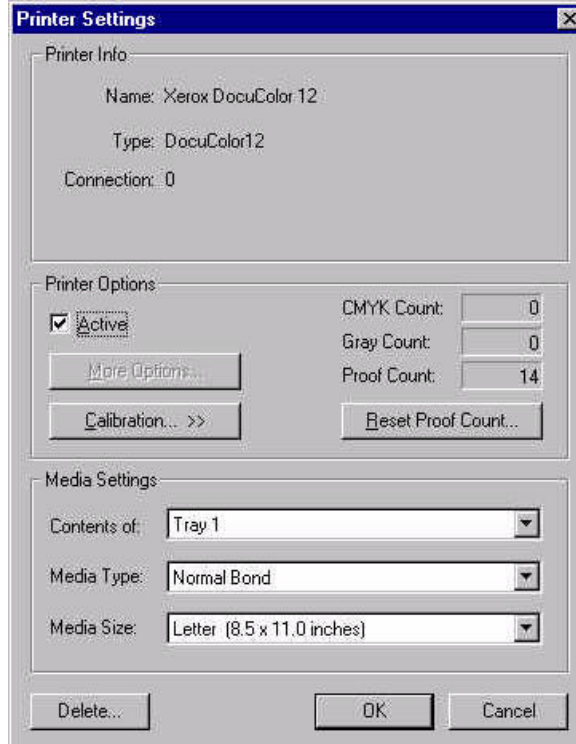 Printer Settings
Printer Info
Name: Xerox DocuColor 12
Type: DocuColor12
Connection: 0
Printer Options
Active
CMYK Count: 0
Gray Count: 0
More Options...
Proof Count: 14
Calibration... >>
Reset Proof Count...
Media Settings
Contents of: Tray 1
Media Type: Normal Bond
Media Size: Letter (8.5 x 11.0 inches)
Delete...
OK
Cancel